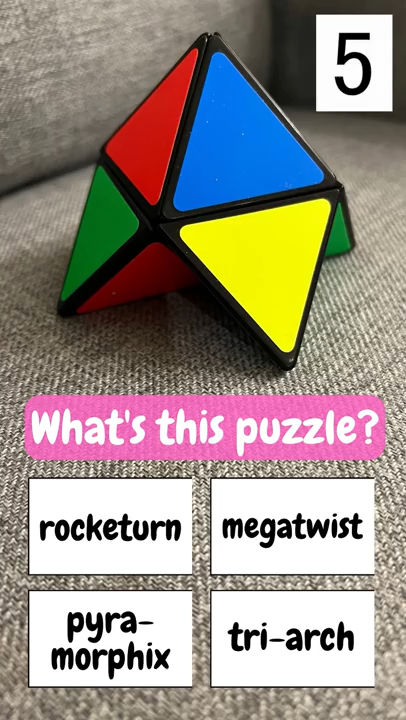 5
What's this puzzle?
rocketurn
megatwist
pyra-
morphix
tri-arch